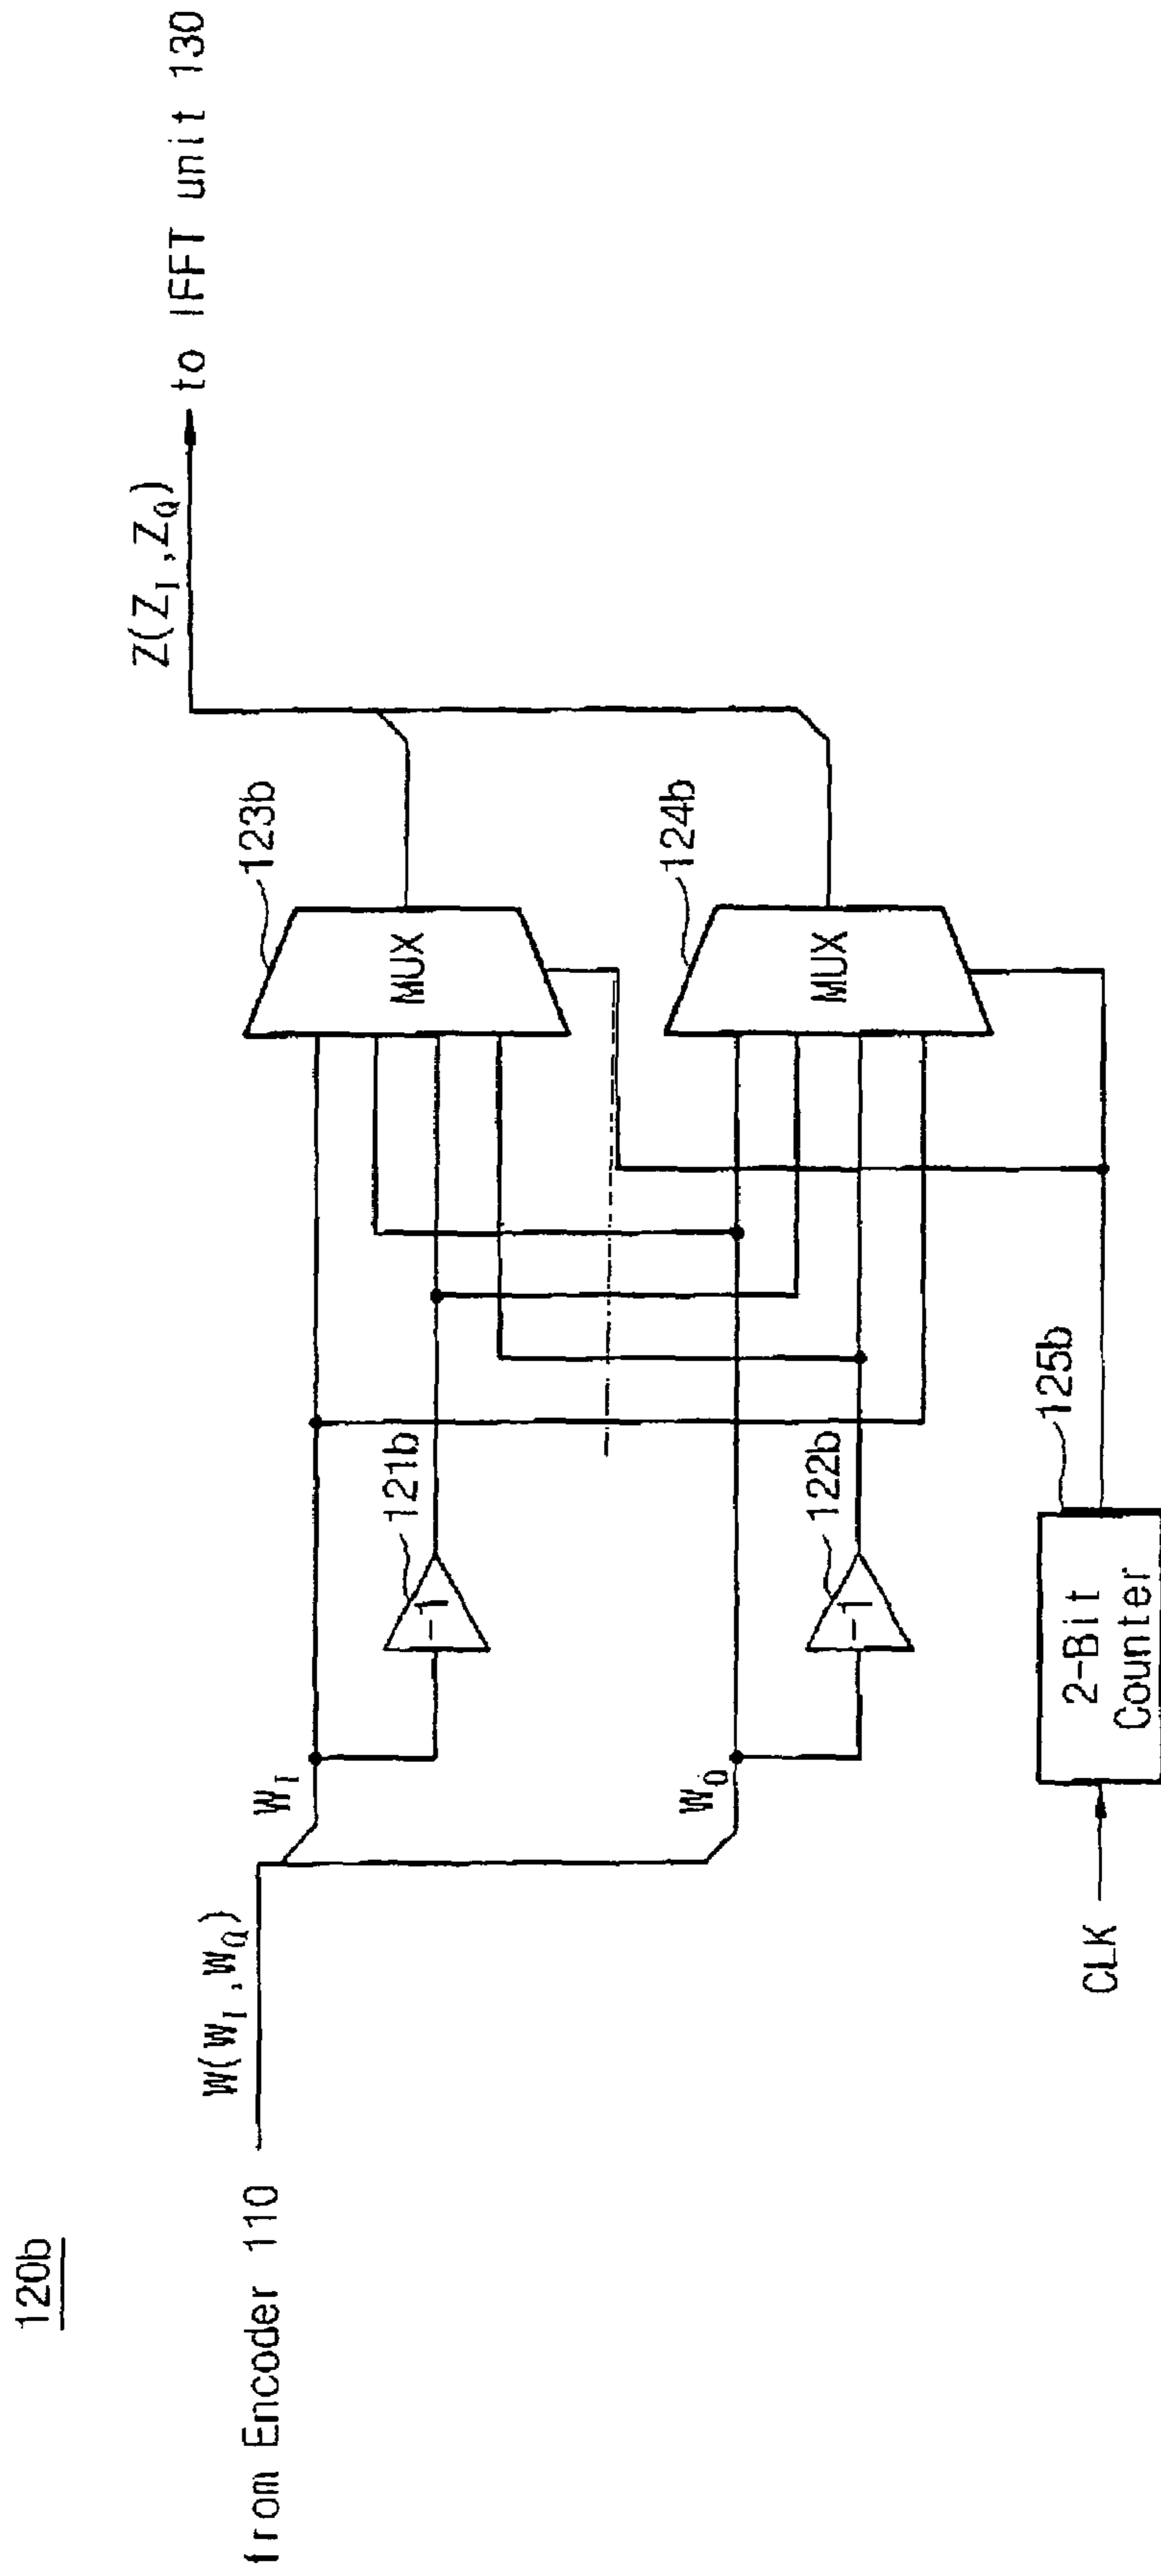 120b
from Encoder 110
W(W_I,W_Q)
W_I
W_Q
121b
-1
122b
-1
123b
MUX
124b
MUX
Z(Z_I,Z_Q)
to IFFT unit 130
CLK
2-Bit
Counter
125b